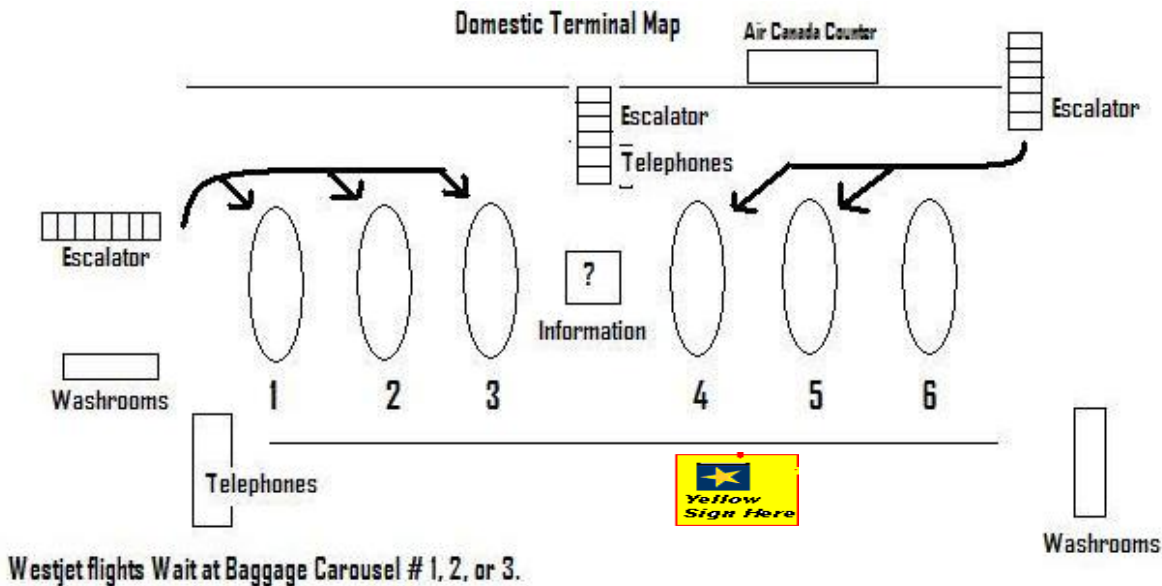 Domestic Terminal Map
Air Canada Counter
Escalator
Escalator
Telephones
Escalator
?
Information
Washrooms
1 2 3 4 5 6
Telephones
Yellow
Sign Here
Washrooms
Westjet flights Wait at Baggage Carousel # 1, 2, or 3.